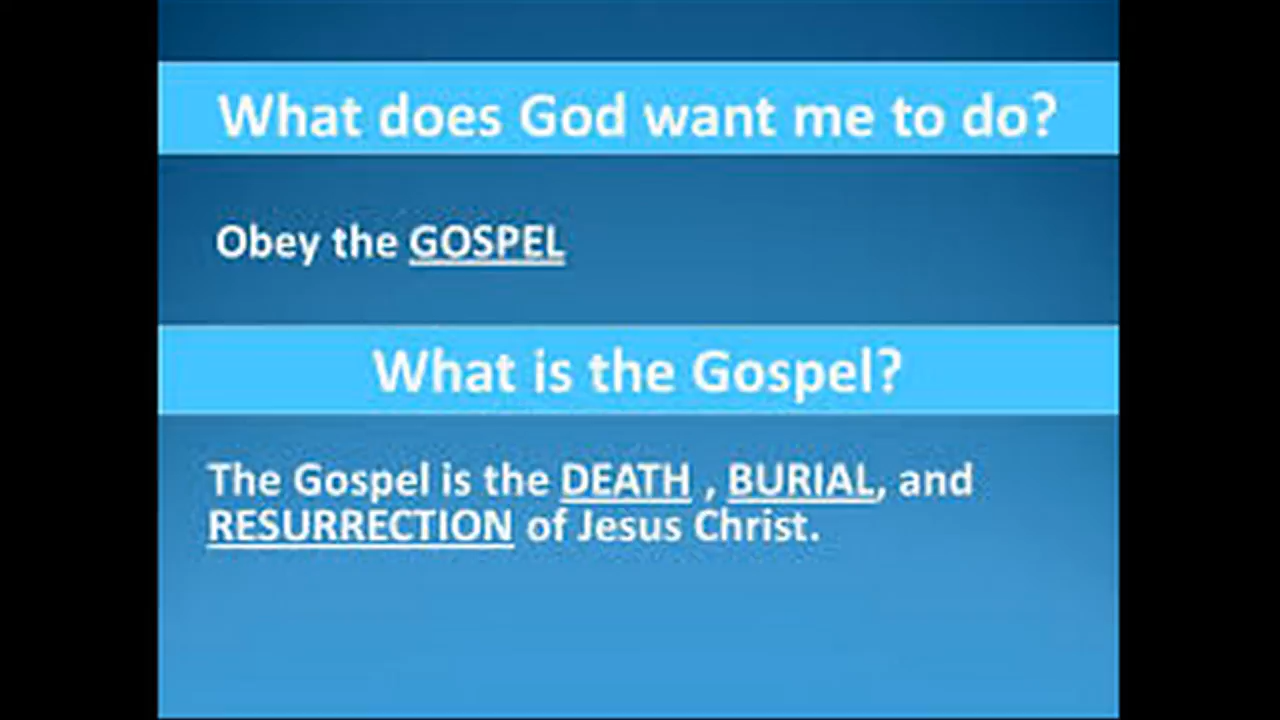 What does God want me to do?
Obey the GOSPEL
What is the Gospel?
The Gospel is the DEATH , BURIAL, and
RESURRECTION of Jesus Christ.